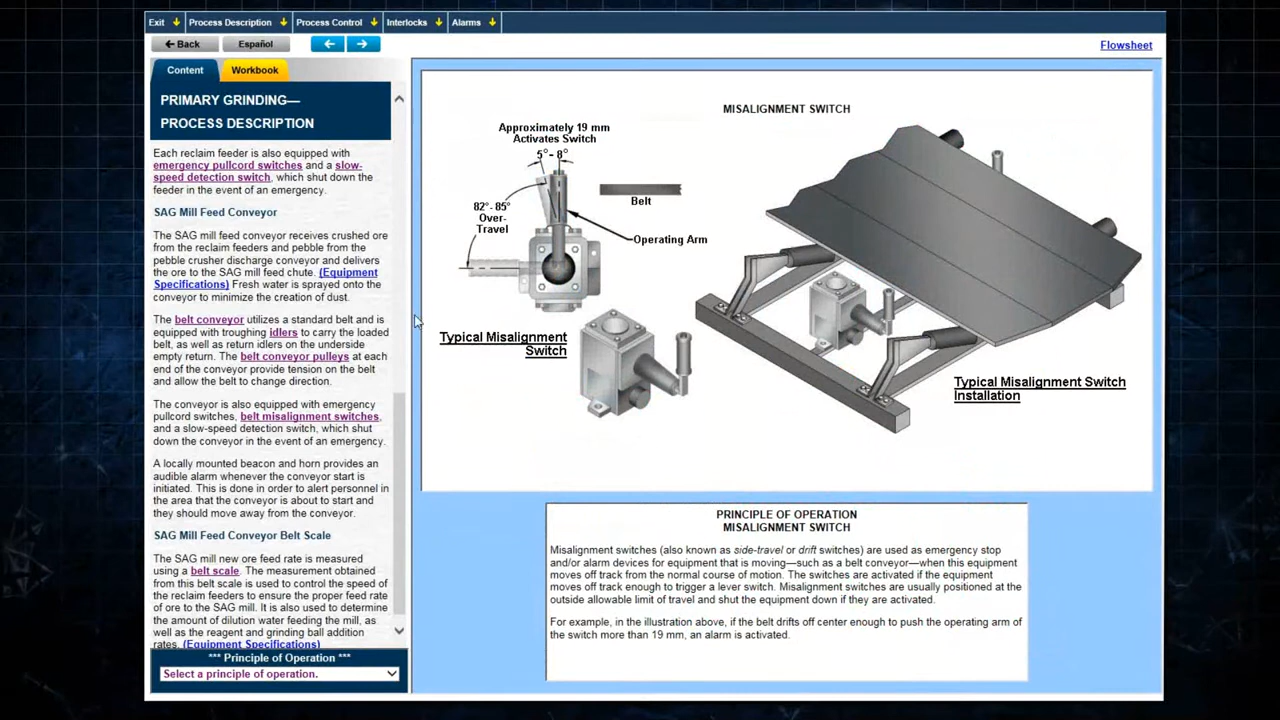 Exit
Process Description
Process Control
Interlocks
Alarms
Back
Español
Flowsheet
Content
Workbook
PRIMARY GRINDING—
PROCESS DESCRIPTION
Each reclaim feeder is also equipped with
emergency pullcord switches and a slow-
speed detection switch, which shut down the
feeder in the event of an emergency.
SAG Mill Feed Conveyor
The SAG mill feed conveyor receives crushed ore
from the reclaim feeders and pebble from the
pebble crusher discharge conveyor and delivers
the ore to the SAG mill feed chute. (Equipment
Specifications) Fresh water is sprayed onto the
conveyor to minimize the creation of dust.
The belt conveyor utilizes a standard belt and is
equipped with troughing idlers to carry the loaded
belt, as well as return idlers on the underside
empty return. The belt conveyor pulleys at each
end of the conveyor provide tension on the belt
and allow the belt to change direction.
The conveyor is also equipped with emergency
pullcord switches, belt misalignment switches,
and a slow-speed detection switch, which shut
down the conveyor in the event of an emergency.
A locally mounted beacon and horn provides an
audible alarm whenever the conveyor start is
initiated. This is done in order to alert personnel in
the area that the conveyor is about to start and
they should move away from the conveyor.
SAG Mill Feed Conveyor Belt Scale
The SAG mill new ore feed rate is measured
using a belt scale. The measurement obtained
from this belt scale is used to control the speed of
the reclaim feeders to ensure the proper feed rate
of ore to the SAG mill. It is also used to determine
the amount of dilution water feeding the mill, as
well as the reagent and grinding ball addition
rates. (Equipment Specifications)
*** Principle of Operation ***
Select a principle of operation.
MISALIGNMENT SWITCH
Approximately 19 mm
Activates Switch
5°- 8°
82°- 85°
Over-
Travel
Belt
Operating Arm
Typical Misalignment
Switch
Typical Misalignment Switch
Installation
PRINCIPLE OF OPERATION
MISALIGNMENT SWITCH
Misalignment switches (also known as side-travel or drift switches) are used as emergency stop
and/or alarm devices for equipment that is moving—such as a belt conveyor—when this equipment
moves off track from the normal course of motion. The switches are activated if the equipment
moves off track enough to trigger a lever switch. Misalignment switches are usually positioned at the
outside allowable limit of travel and shut the equipment down if they are activated.
For example, in the illustration above, if the belt drifts off center enough to push the operating arm of
the switch more than 19 mm, an alarm is activated.